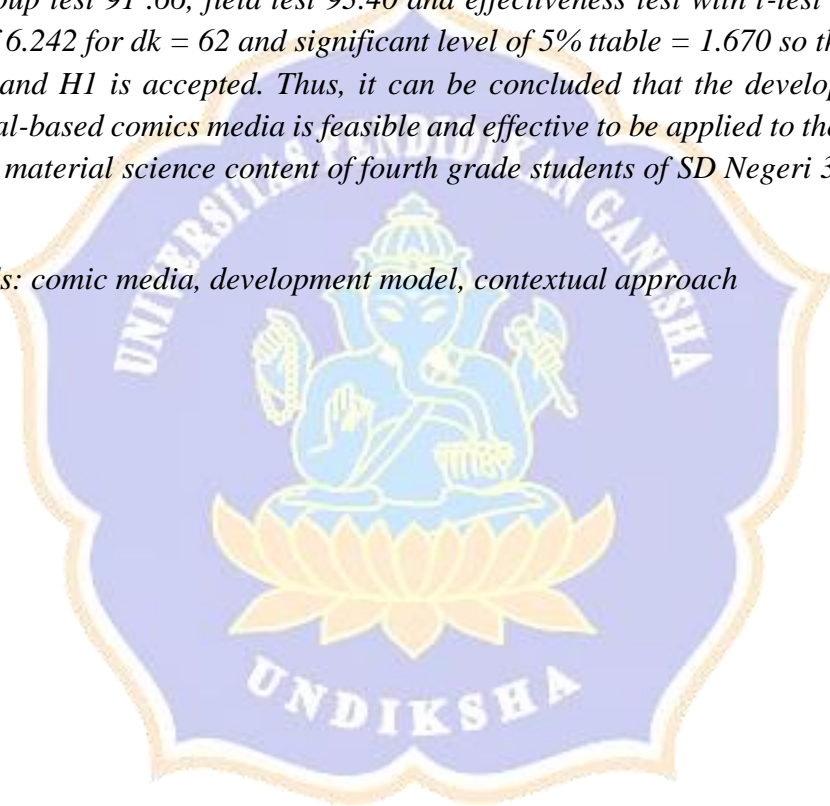 oup test 91 .66, field test 93.40 and effectiveness test with t-test
f 6.242 for dk = 62 and significant level of 5% ttable = 1.670 so th
and H1 is accepted. Thus, it can be concluded that the develop
al-based comics media is feasible and effective to be applied to the
material science content of fourth grade students of SD Negeri 3
s: comic media, development model, contextual approach
UNIVERSITAS PENDIDIKAN GANESHA
UNDIKSHA